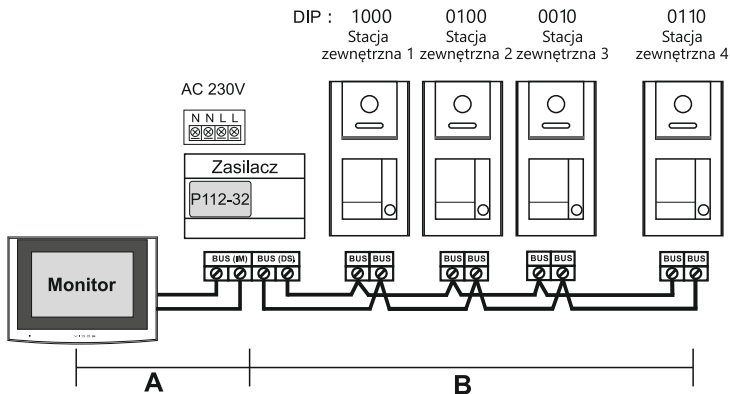 DIP : 1000 0100 0010 0110
Stacja zewnętrzna 1
Stacja zewnętrzna 2
Stacja zewnętrzna 3
Stacja zewnętrzna 4
AC 230V
N N L L
Zasilacz
P112-32
BUS (IM) BUS (DS)
BUS BUS
BUS BUS
BUS BUS
BUS BUS
Monitor
A
B